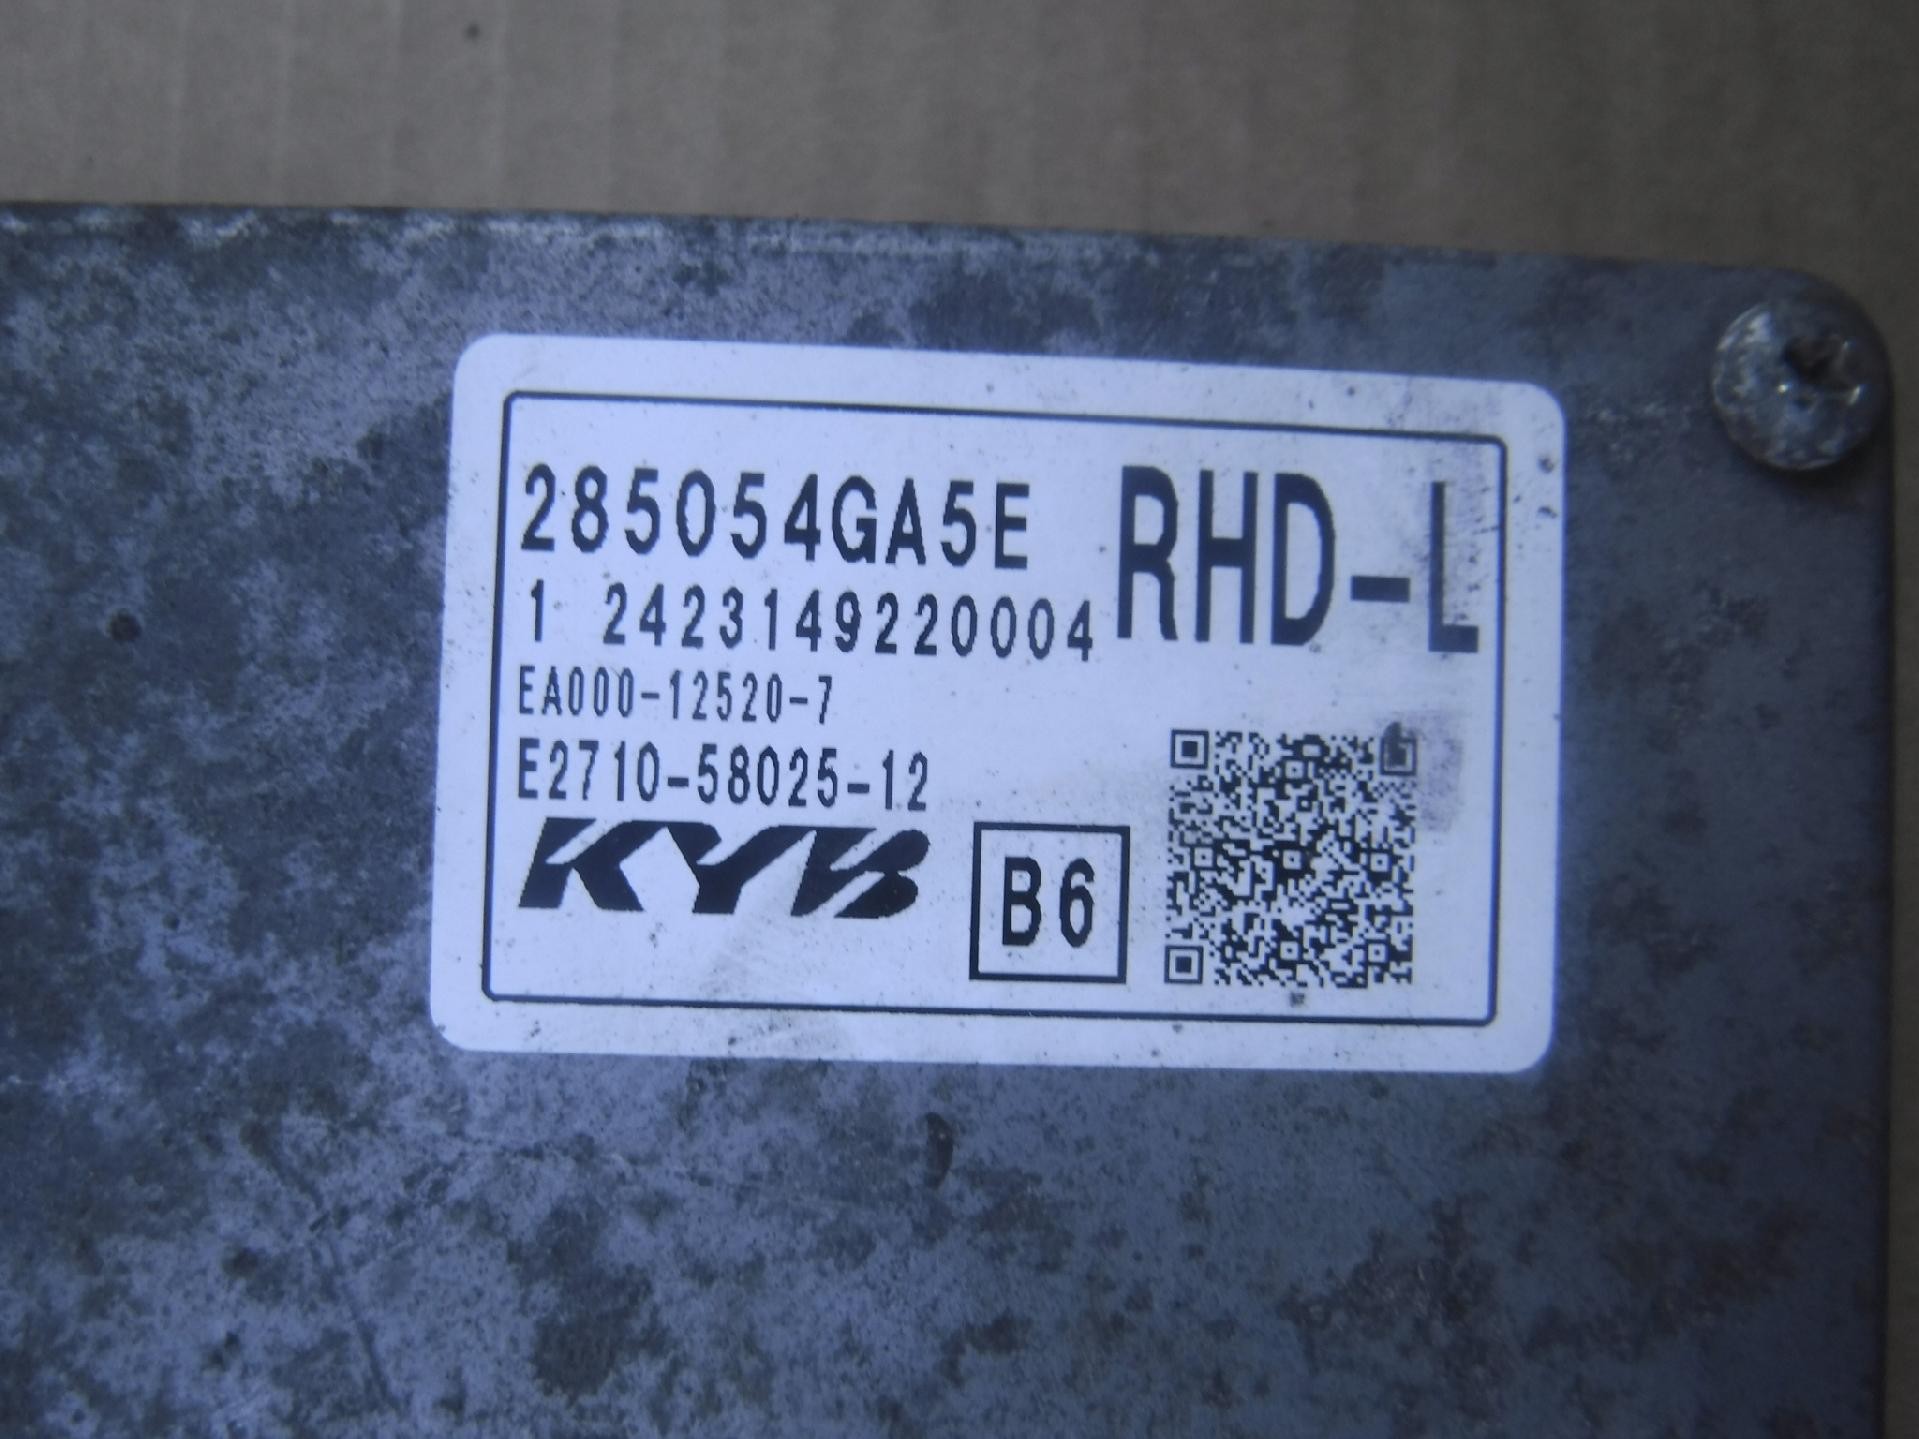 285054GA5E RHD-L
1 2423149220004
EA000-12520-7
E2710-58025-12
KYB B6